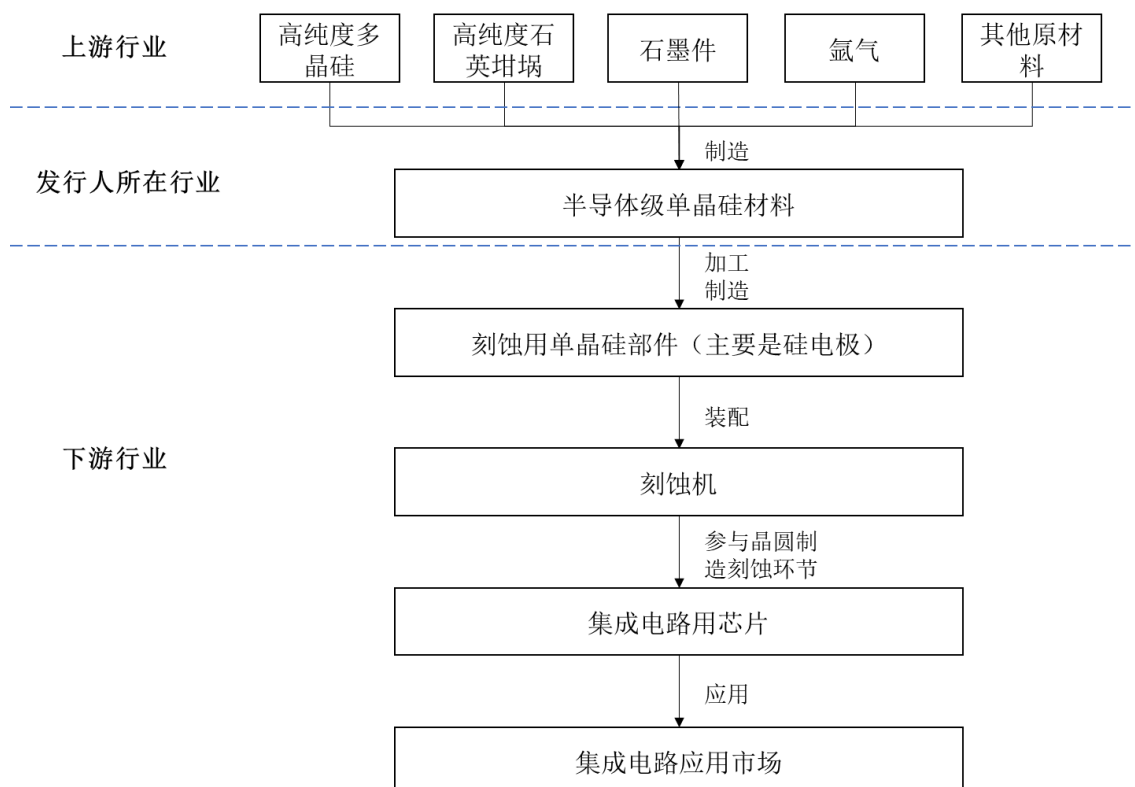 上游行业
高纯度多
晶硅
高纯度石
英坩埚
石墨件
氩气
其他原材
料
制造
发行人所在行业
半导体级单晶硅材料
加工
制造
刻蚀用单晶硅部件（主要是硅电极）
装配
下游行业
刻蚀机
参与晶圆制
造刻蚀环节
集成电路用芯片
应用
集成电路应用市场